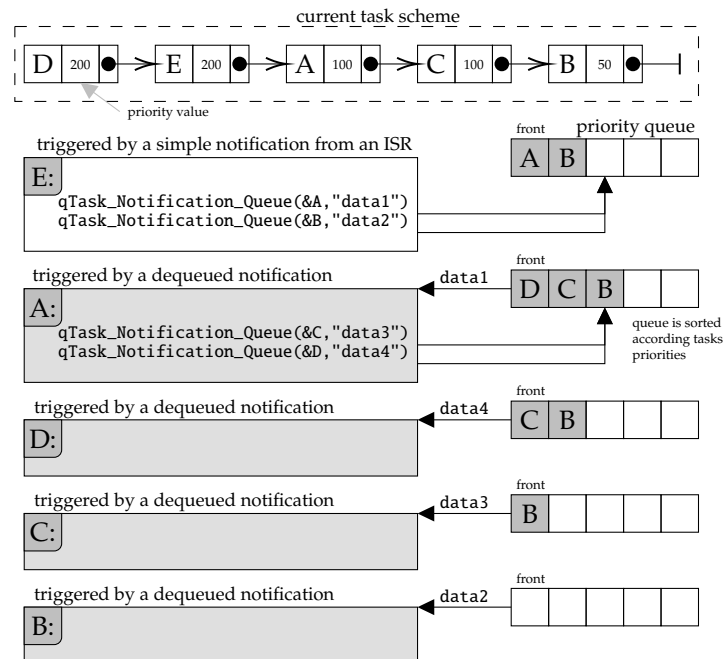 current task scheme
D 200 E 200 A 100 C 100 B 50
priority value
triggered by a simple notification from an ISR
front priority queue
E:
A B
qTask_Notification_Queue(&A,"data1")
qTask_Notification_Queue(&B,"data2")
front
triggered by a dequeued notification
data1
D C B
A:
qTask_Notification_Queue(&C,"data3")
qTask_Notification_Queue(&D,"data4")
queue is sorted
according tasks
priorities
front
triggered by a dequeued notification
data4
C B
D:
front
triggered by a dequeued notification
data3
B
C:
front
triggered by a dequeued notification
data2
B: